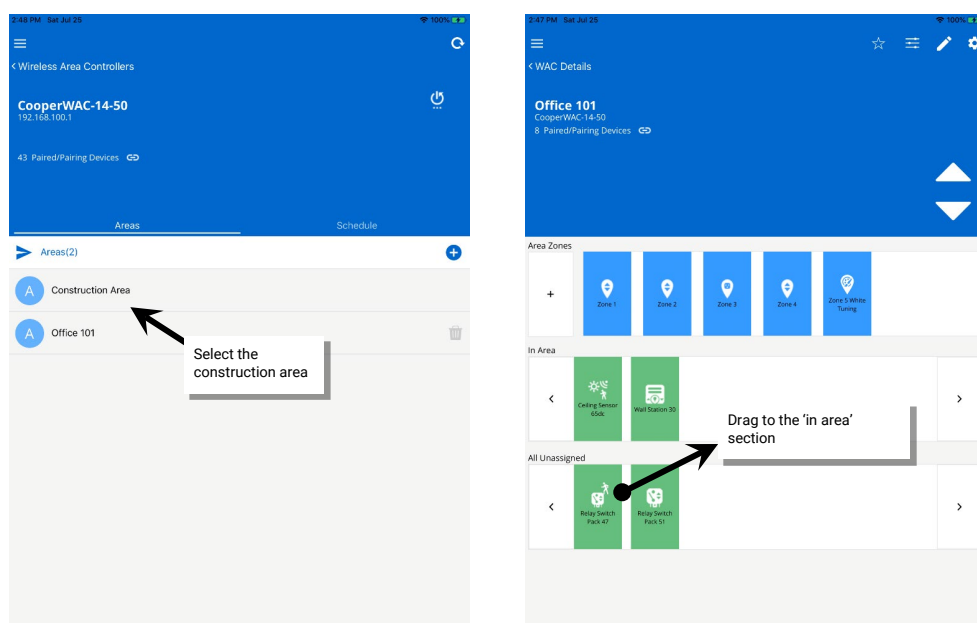 2:48 PM Sat Jul 25
100%
< Wireless Area Controllers
CooperWAC-14-50
192.168.100.1
43 Paired/Pairing Devices
Areas
Schedule
Areas(2)
A
Construction Area
A
Office 101
Select the
construction area
2:47 PM Sat Jul 25
100%
< WAC Details
Office 101
CooperWAC-14-50
8 Paired/Pairing Devices
Area Zones
+
Zone 1
Zone 2
Zone 3
Zone 4
Zone 5 White
Tuning
In Area
<
Ceiling Sensor
Wall Station 30
>
Drag to the ‘in area’
section
All Unassigned
<
Relay Switch
Pack 47
Relay Switch
Pack 51
>